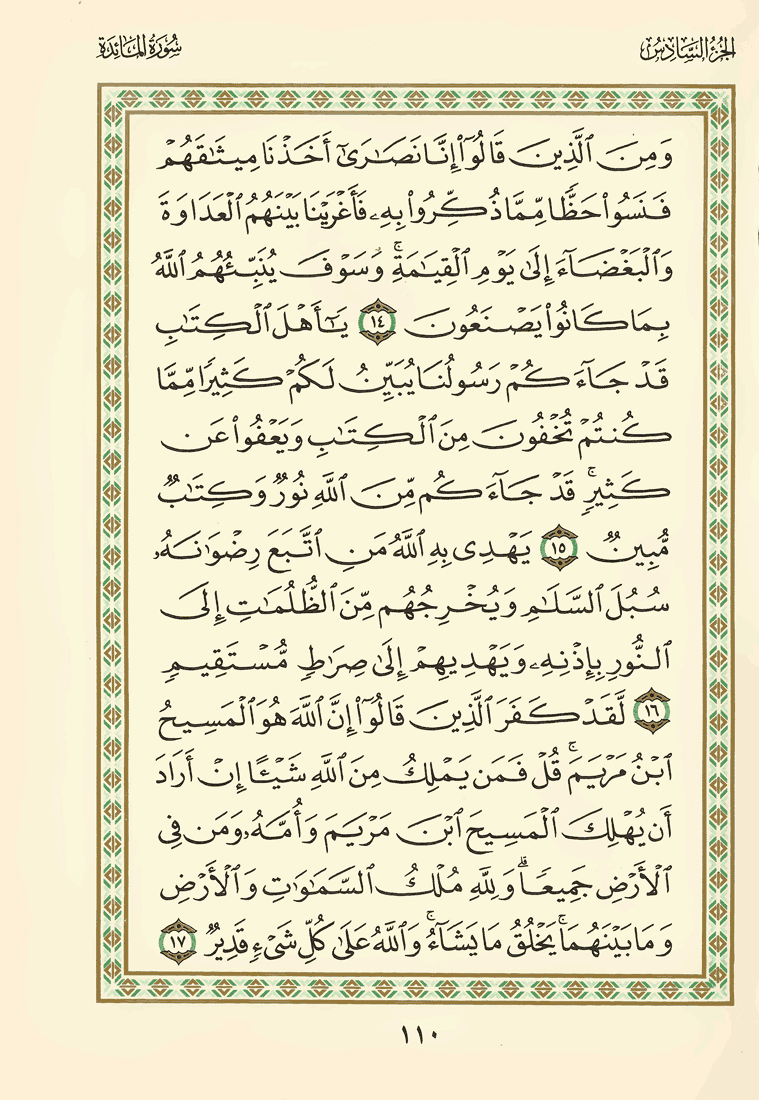 الجزء السادس
سورة المائدة
وَمِنَ ٱلَّذِينَ قَالُوٓا۟ إِنَّا نَصَـٰرَىٰٓ أَخَذْنَا مِيثَـٰقَهُمْ
فَنَسُوا۟ حَظًّا مِّمَّا ذُكِّرُوا۟ بِهِۦ فَأَغْرَيْنَا بَيْنَهُمُ ٱلْعَدَاوَةَ
وَٱلْبَغْضَآءَ إِلَىٰ يَوْمِ ٱلْقِيَـٰمَةِ ۚ وَسَوْفَ يُنَبِّئُهُمُ ٱللَّهُ
بِمَا كَانُوا۟ يَصْنَعُونَ ١٤ يَـٰٓأَهْلَ ٱلْكِتَـٰبِ
قَدْ جَآءَكُمْ رَسُولُنَا يُبَيِّنُ لَكُمْ كَثِيرًا مِّمَّا
كُنتُمْ تُخْفُونَ مِنَ ٱلْكِتَـٰبِ وَيَعْفُوا۟ عَن
كَثِيرٍ ۚ قَدْ جَآءَكُم مِّنَ ٱللَّهِ نُورٌ وَكِتَـٰبٌ
مُّبِينٌ ١٥ يَهْدِى بِهِ ٱللَّهُ مَنِ ٱتَّبَعَ رِضْوَٰنَهُۥ
سُبُلَ ٱلسَّلَـٰمِ وَيُخْرِجُهُم مِّنَ ٱلظُّلُمَـٰتِ إِلَى
ٱلنُّورِ بِإِذْنِهِۦ وَيَهْدِيهِمْ إِلَىٰ صِرَٰطٍ مُّسْتَقِيمٍ
١٦ لَّقَدْ كَفَرَ ٱلَّذِينَ قَالُوٓا۟ إِنَّ ٱللَّهَ هُوَ ٱلْمَسِيحُ
ٱبْنُ مَرْيَمَ ۚ قُلْ فَمَن يَمْلِكُ مِنَ ٱللَّهِ شَيْـًٔا إِنْ أَرَادَ
أَن يُهْلِكَ ٱلْمَسِيحَ ٱبْنَ مَرْيَمَ وَأُمَّهُۥ وَمَن فِى
ٱلْأَرْضِ جَمِيعًا ۗ وَلِلَّهِ مُلْكُ ٱلسَّمَـٰوَٰتِ وَٱلْأَرْضِ
وَمَا بَيْنَهُمَا ۚ يَخْلُقُ مَا يَشَآءُ ۚ وَٱللَّهُ عَلَىٰ كُلِّ شَىْءٍ قَدِيرٌ ١٧
١١٠